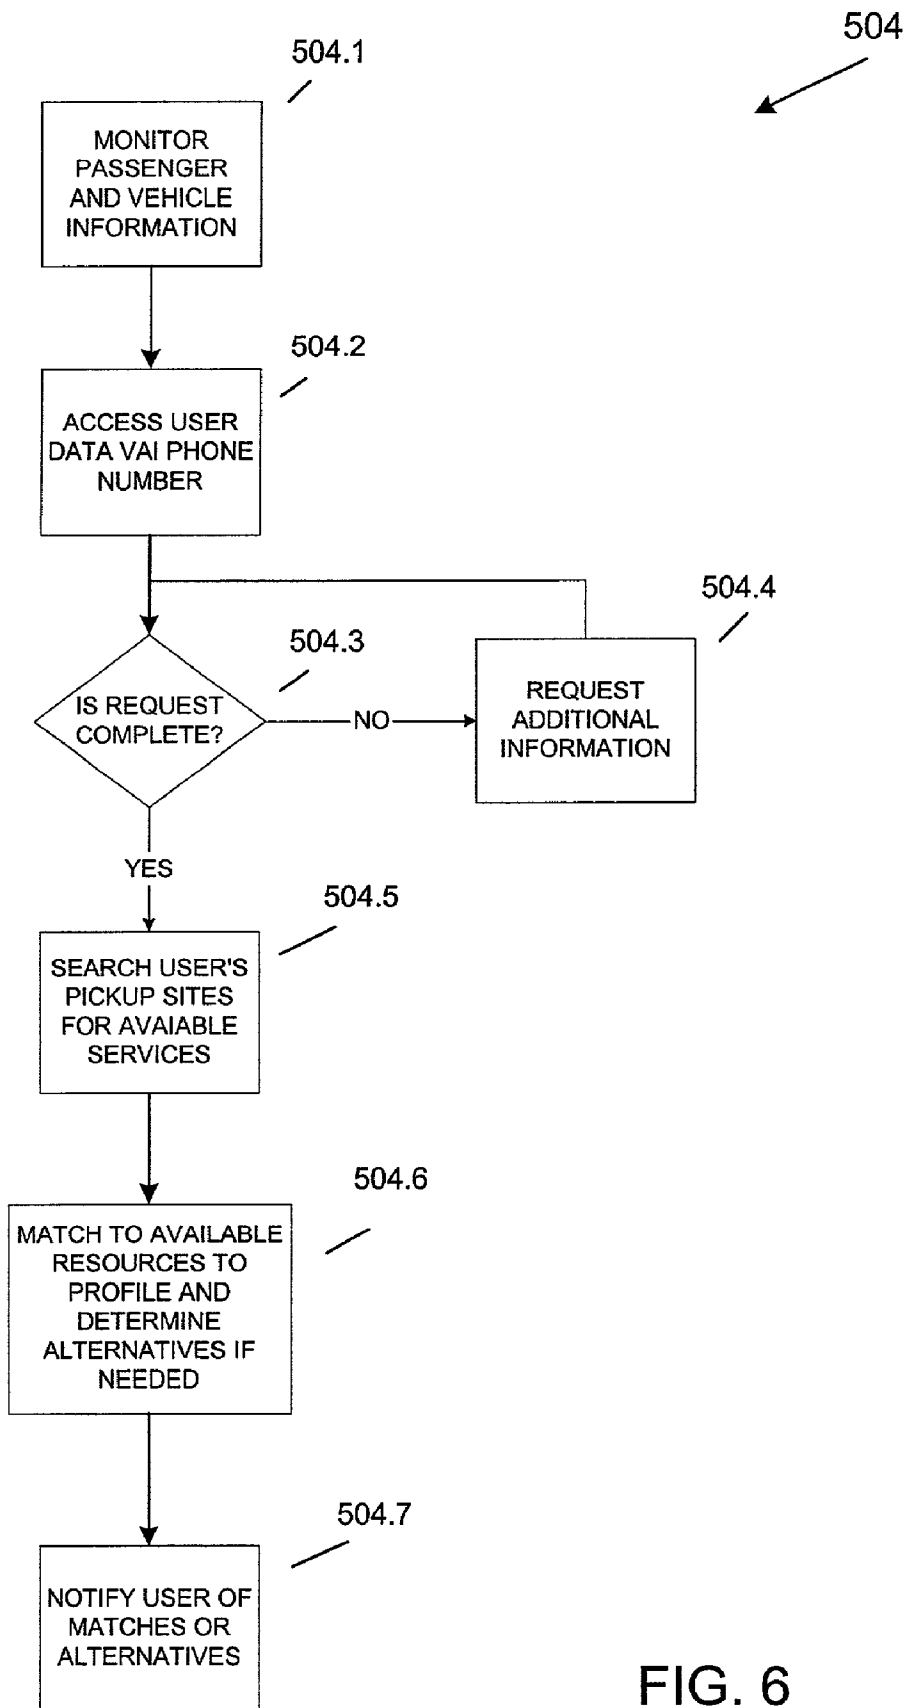 504
504.1
MONITOR
PASSENGER
AND VEHICLE
INFORMATION
504.2
ACCESS USER
DATA VAI PHONE
NUMBER
504.3
IS REQUEST
COMPLETE?
NO
504.4
REQUEST
ADDITIONAL
INFORMATION
YES
504.5
SEARCH USER'S
PICKUP SITES
FOR AVAIABLE
SERVICES
504.6
MATCH TO AVAILABLE
RESOURCES TO
PROFILE AND
DETERMINE
ALTERNATIVES IF
NEEDED
504.7
NOTIFY USER OF
MATCHES OR
ALTERNATIVES
FIG. 6